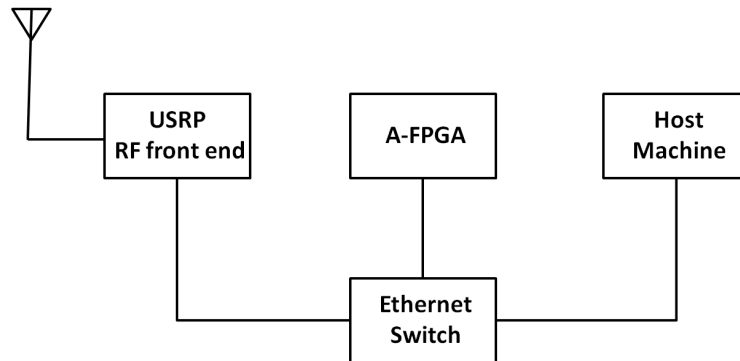 USRP
RF front end
A-FPGA
Host
Machine
Ethernet
Switch